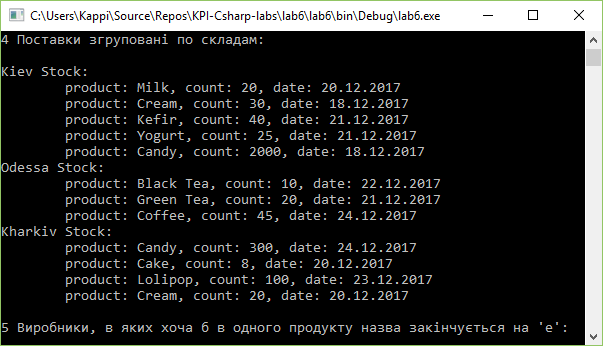 C:\Users\Kappi\Source\Repos\KPI-Csharp-labs\lab6\lab6\bin\Debug\lab6.exe
4 Поставки згруповані по складам:
Kiev Stock:
product: Milk, count: 20, date: 20.12.2017
product: Cream, count: 30, date: 18.12.2017
product: Kefir, count: 40, date: 21.12.2017
product: Yogurt, count: 25, date: 21.12.2017
product: Candy, count: 2000, date: 18.12.2017
Odessa Stock:
product: Black Tea, count: 10, date: 22.12.2017
product: Green Tea, count: 20, date: 21.12.2017
product: Coffee, count: 45, date: 24.12.2017
Kharkiv Stock:
product: Candy, count: 300, date: 24.12.2017
product: Cake, count: 8, date: 20.12.2017
product: Lolipop, count: 100, date: 23.12.2017
product: Cream, count: 20, date: 20.12.2017
5 Виробники, в яких хоча б в одного продукту назва закінчується на 'e':